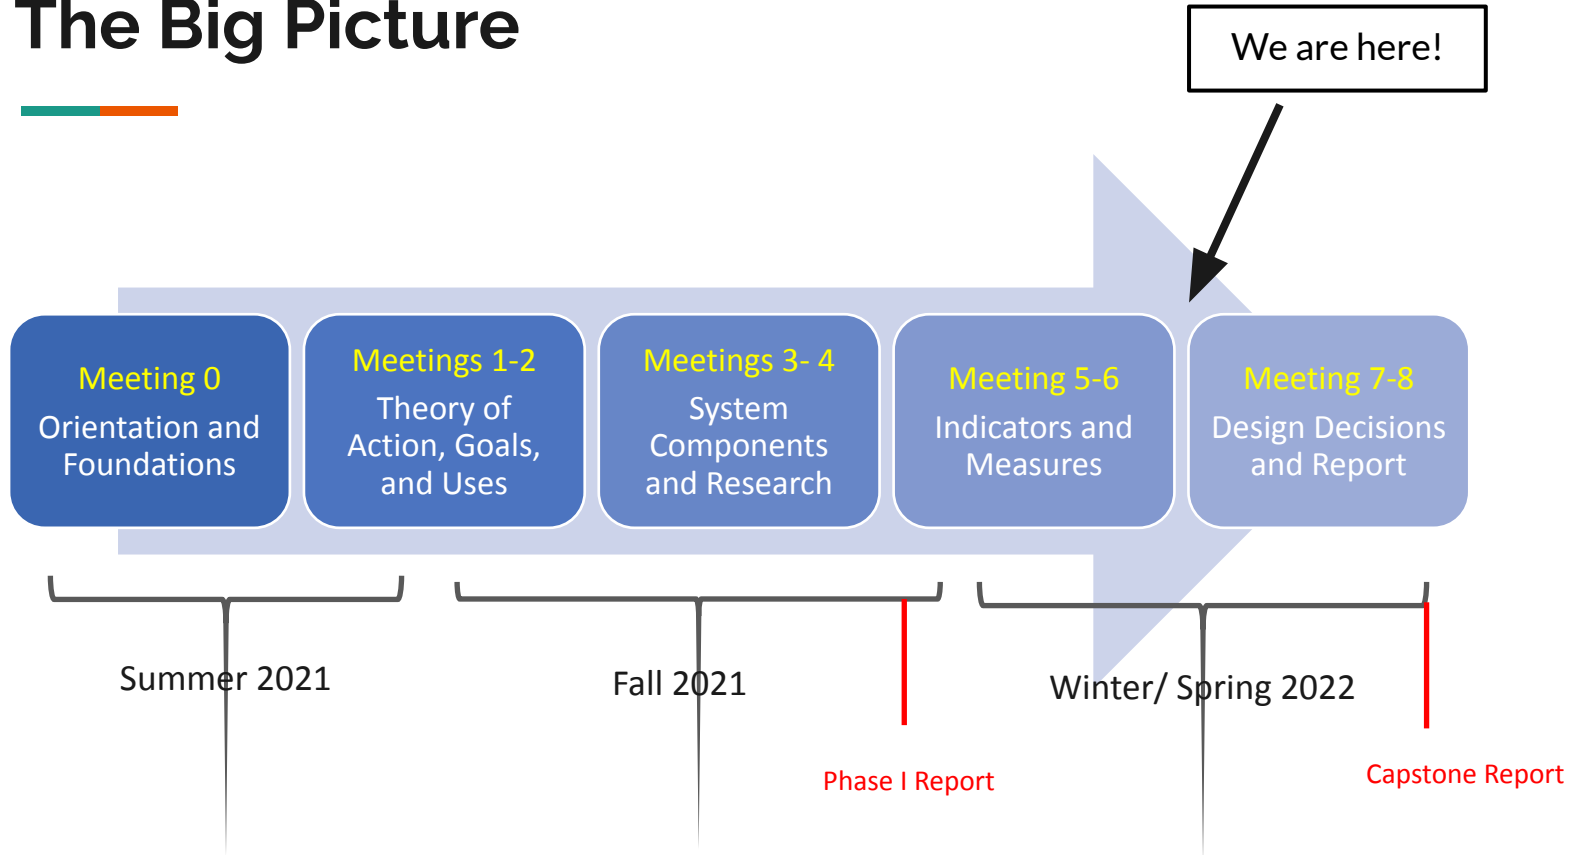 The Big Picture
We are here!
Meeting 0
Orientation and
Foundations
Meetings 1-2
Theory of
Action, Goals,
and Uses
Meetings 3- 4
System
Components
and Research
Meeting 5-6
Indicators and
Measures
Meeting 7-8
Design Decisions
and Report
Summer 2021
Fall 2021
Winter/ Spring 2022
Phase I Report
Capstone Report